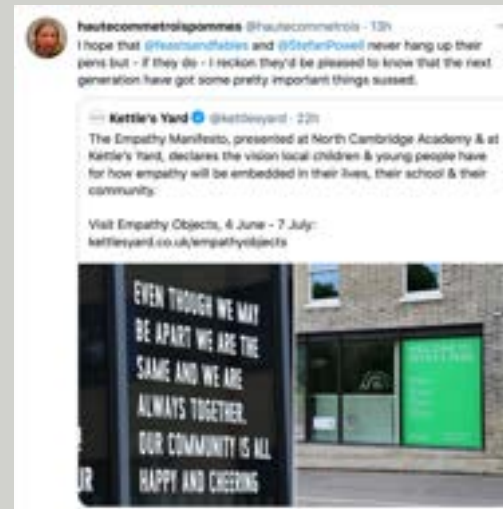 hautecommetroispommes @hautecommetrois · 13h
I hope that @feastsandfables and @StefanPowell never hang up their
pens but - if they do - I reckon they'd be pleased to know that the next
generation have got some pretty important things sussed.
Kettle's Yard @kettlesyard · 22h
The Empathy Manifesto, presented at North Cambridge Academy & at
Kettle's Yard, declares the vision local children & young people have
for how empathy will be embedded in their lives, their school & their
community.
Visit Empathy Objects, 4 June - 7 July:
kettlesyard.co.uk/empathyobjects
EVEN THOUGH WE MAY
BE APART WE ARE THE
SAME AND WE ARE
ALWAYS TOGETHER.
OUR COMMUNITY IS ALL
HAPPY AND CHEERING